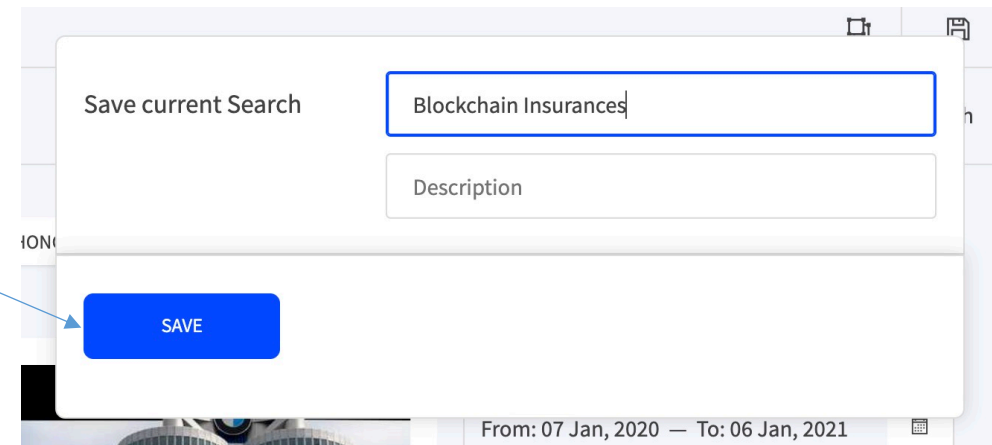 Save current Search
Blockchain Insurances
Description
SAVE
From: 07 Jan, 2020 — To: 06 Jan, 2021